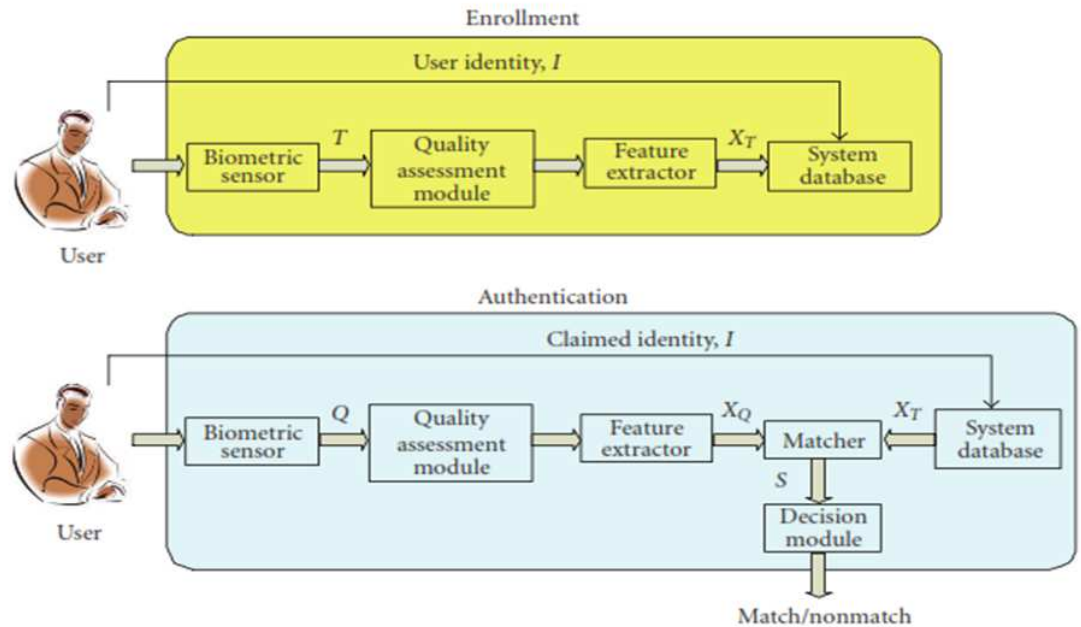 Enrollment
User identity, I
Biometric
sensor
T
Quality
assessment
module
Feature
extractor
X_T
System
database
User
Authentication
Claimed identity, I
Biometric
sensor
Q
Quality
assessment
module
Feature
extractor
X_Q
Matcher
X_T
System
database
S
Decision
module
User
Match/nonmatch